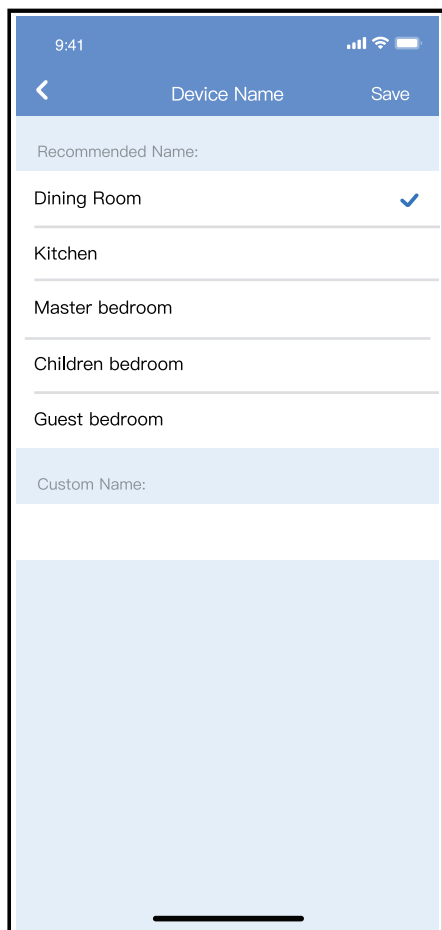 9:41
Device Name
Save
Recommended Name:
Dining Room
Kitchen
Master bedroom
Children bedroom
Guest bedroom
Custom Name: